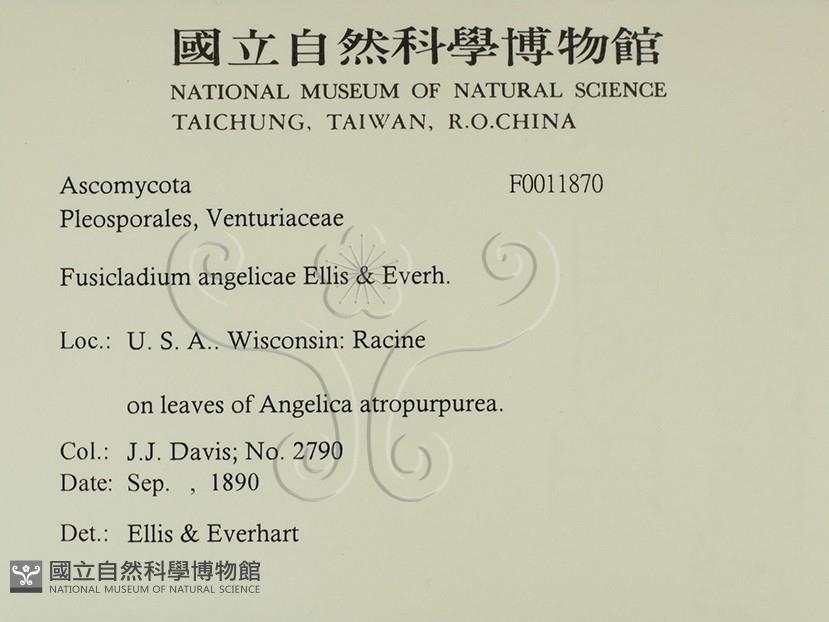 國立自然科學博物館
NATIONAL MUSEUM OF NATURAL SCIENCE
TAICHUNG, TAIWAN, R.O.CHINA
Ascomycota F0011870
Pleosporales, Venturiaceae
Fusicladium angelicae Ellis & Everh.
Loc.: U. S. A.. Wisconsin: Racine
on leaves of Angelica atropurpurea.
Col.: J.J. Davis; No. 2790
Date: Sep. , 1890
Det.: Ellis & Everhart
國立自然科學博物館
NATIONAL MUSEUM OF NATURAL SCIENCE